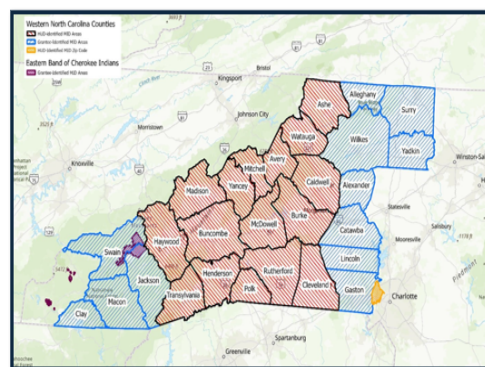 Western North Carolina Counties
HUD-Identified MID Areas
Grantee-Identified MID Areas
HUD-Identified MID Zip Code
Eastern Band of Cherokee Indians
Grantee-Identified MID Areas
Bristol
Kingsport
Johnson City
Morristown
Knoxville
Ashe
Alleghany
Surry
Watauga
Wilkes
Yadkin
Winston-Sa
Avery
Mitchell
Caldwell
Alexander
Madison
Yancey
Statesville
Burke
Catawba
Salisbury
McDowell
Mooresville
Buncombe
Haywood
Swain
Lincoln
Jackson
Henderson
Rutherford
Cleveland
Gaston
Charlotte
Piedmont
Macon
Transylvania
Polk
Clay
Spartanburg
Greenville